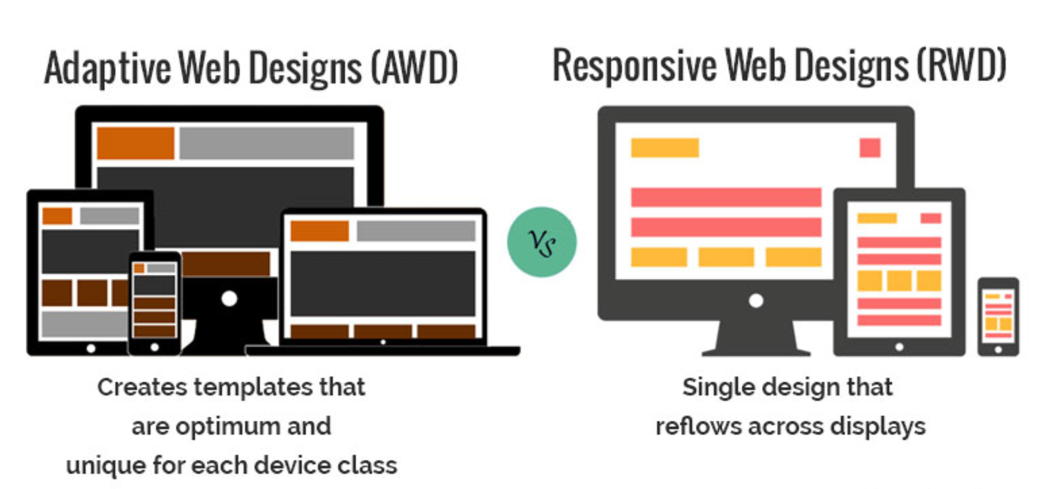 Adaptive Web Designs (AWD)
Responsive Web Designs (RWD)
VS
Creates templates that
are optimum and
unique for each device class
Single design that
reflows across displays